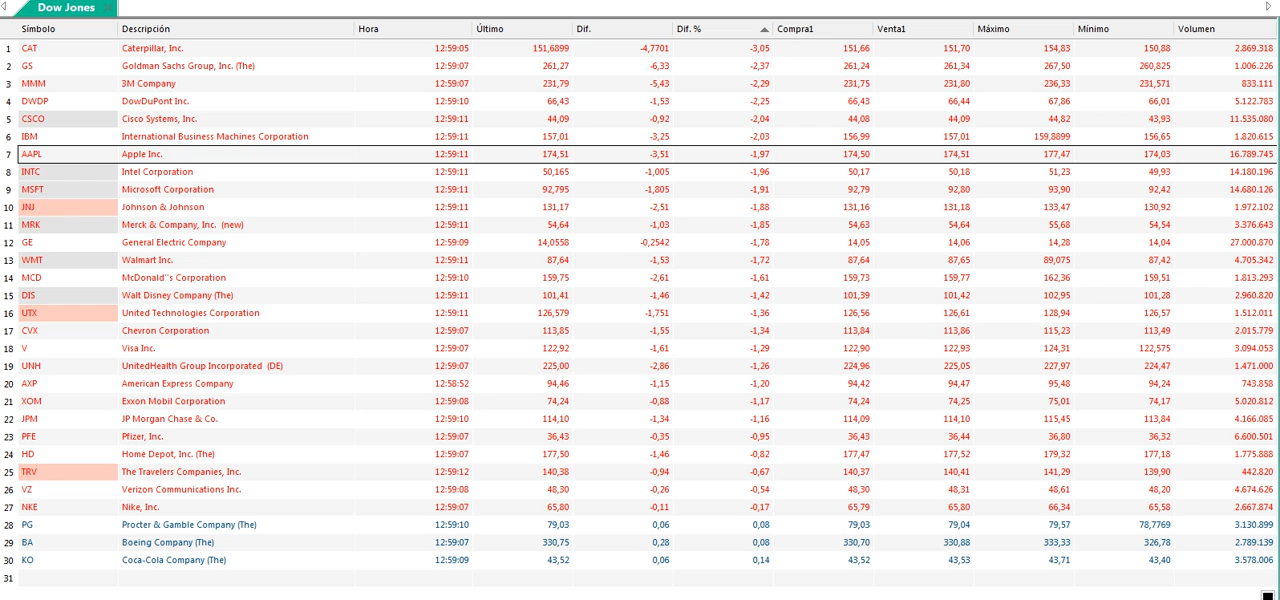 Dow Jones
Símbolo Descripción Hora Último Dif. Dif. % Compra1 Venta1 Máximo Mínimo Volumen
1 CAT Caterpillar, Inc. 12:59:05 151,6899 -4,7701 -3,05 151,66 151,70 154,83 150,88 2.869.318
2 GS Goldman Sachs Group, Inc. (The) 12:59:07 261,27 -6,33 -2,37 261,24 261,34 267,50 260,825 1.006.226
3 MMM 3M Company 12:59:07 231,79 -5,43 -2,29 231,75 231,80 236,33 231,571 833.111
4 DWDP DowDuPont Inc. 12:59:10 66,43 -1,53 -2,25 66,43 66,44 67,86 66,01 5.122.783
5 CSCO Cisco Systems, Inc. 12:59:11 44,09 -0,92 -2,04 44,08 44,09 44,82 43,93 11.535.080
6 IBM International Business Machines Corporation 12:59:11 157,01 -3,25 -2,03 156,99 157,01 159,8899 156,65 1.820.615
7 AAPL Apple Inc. 12:59:11 174,51 -3,51 -1,97 174,50 174,51 177,47 174,03 16.789.745
8 INTC Intel Corporation 12:59:11 50,165 -1,005 -1,96 50,17 50,18 51,23 49,93 14.180.196
9 MSFT Microsoft Corporation 12:59:11 92,795 -1,805 -1,91 92,79 92,80 93,90 92,42 14.680.126
10 JNJ Johnson & Johnson 12:59:11 131,17 -2,51 -1,88 131,16 131,18 133,47 130,92 1.972.102
11 MRK Merck & Company, Inc. (new) 12:59:11 54,64 -1,03 -1,85 54,63 54,64 55,68 54,54 3.376.643
12 GE General Electric Company 12:59:09 14,0558 -0,2542 -1,78 14,05 14,06 14,28 14,04 27.000.870
13 WMT Walmart Inc. 12:59:11 87,64 -1,53 -1,72 87,64 87,65 89,075 87,42 4.705.342
14 MCD McDonald''s Corporation 12:59:10 159,75 -2,61 -1,61 159,73 159,77 162,36 159,51 1.813.293
15 DIS Walt Disney Company (The) 12:59:11 101,41 -1,46 -1,42 101,39 101,42 102,95 101,28 2.960.820
16 UTX United Technologies Corporation 12:59:11 126,579 -1,751 -1,36 126,56 126,61 128,94 126,57 1.512.011
17 CVX Chevron Corporation 12:59:07 113,85 -1,55 -1,34 113,84 113,86 115,23 113,49 2.015.779
18 V Visa Inc. 12:59:07 122,92 -1,61 -1,29 122,90 122,93 124,31 122,575 3.094.053
19 UNH UnitedHealth Group Incorporated (DE) 12:59:07 225,00 -2,86 -1,26 224,96 225,05 227,97 224,47 1.471.000
20 AXP American Express Company 12:58:52 94,46 -1,15 -1,20 94,42 94,47 95,48 94,24 743.858
21 XOM Exxon Mobil Corporation 12:59:08 74,24 -0,88 -1,17 74,24 74,25 75,01 74,17 5.020.812
22 JPM JP Morgan Chase & Co. 12:59:10 114,10 -1,34 -1,16 114,09 114,10 115,45 113,84 4.166.085
23 PFE Pfizer, Inc. 12:59:07 36,43 -0,35 -0,95 36,43 36,44 36,80 36,32 6.600.501
24 HD Home Depot, Inc. (The) 12:59:07 177,50 -1,46 -0,82 177,47 177,52 179,32 177,18 1.775.888
25 TRV The Travelers Companies, Inc. 12:59:12 140,38 -0,94 -0,67 140,37 140,41 141,29 139,90 442.820
26 VZ Verizon Communications Inc. 12:59:08 48,30 -0,26 -0,54 48,30 48,31 48,61 48,20 4.674.626
27 NKE Nike, Inc. 12:59:07 65,80 -0,11 -0,17 65,79 65,80 66,34 65,58 2.667.874
28 PG Procter & Gamble Company (The) 12:59:10 79,03 0,06 0,08 79,03 79,04 79,57 78,7769 3.130.899
29 BA Boeing Company (The) 12:59:07 330,75 0,28 0,08 330,70 330,88 333,33 326,78 2.789.139
30 KO Coca-Cola Company (The) 12:59:09 43,52 0,06 0,14 43,52 43,53 43,71 43,40 3.578.006
31